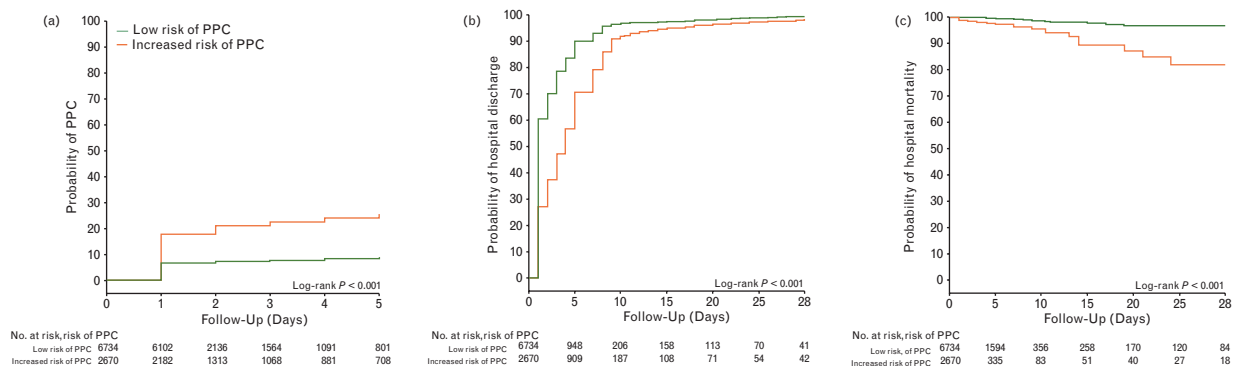 (a)
Low risk of PPC
Increased risk of PPC
Probability of PPC
100
90
80
70
60
50
40
30
20
10
0
Log-rank P < 0.001
0 1 2 3 4 5
Follow-Up (Days)
No. at risk,risk of PPC
Low risk of PPC 6734 6102 2136 1564 1091 801
Increased risk of PPC 2670 2182 1313 1068 881 708
(b)
Probability of hospital discharge
100
90
80
70
60
50
40
30
20
10
0
Log-rank P < 0.001
0 5 10 15 20 25 28
Follow-Up (Days)
No. at risk,risk of PPC
Low risk of PPC 6734 948 206 158 113 70 41
Increased risk of PPC 2670 909 187 108 71 54 42
(c)
Probability of hospital mortality
100
90
80
70
60
50
40
30
20
10
0
Log-rank P < 0.001
0 5 10 15 20 25 28
Follow-Up (Days)
No. at risk,risk of PPC
Low risk, of PPC 6734 1594 356 258 170 120 84
Increased risk of PPC 2670 335 83 51 40 27 18